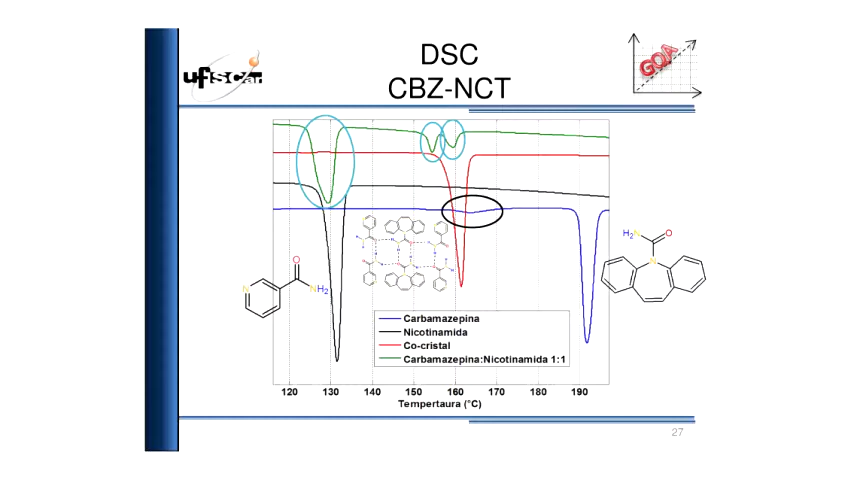 DSC
CBZ-NCT
ufscar
GOA
N
O
NH2
H2N
O
N
Carbamazepina
Nicotinamida
Co-cristal
Carbamazepina:Nicotinamida 1:1
120 130 140 150 160 170 180 190
Tempertaura (°C)
27